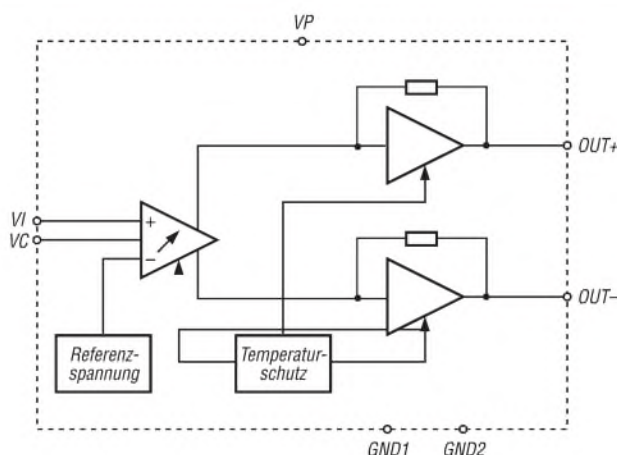 VP
OUT+
VI
+
VC
−
OUT−
Referenz-
spannung
Temperatur-
schutz
GND1
GND2